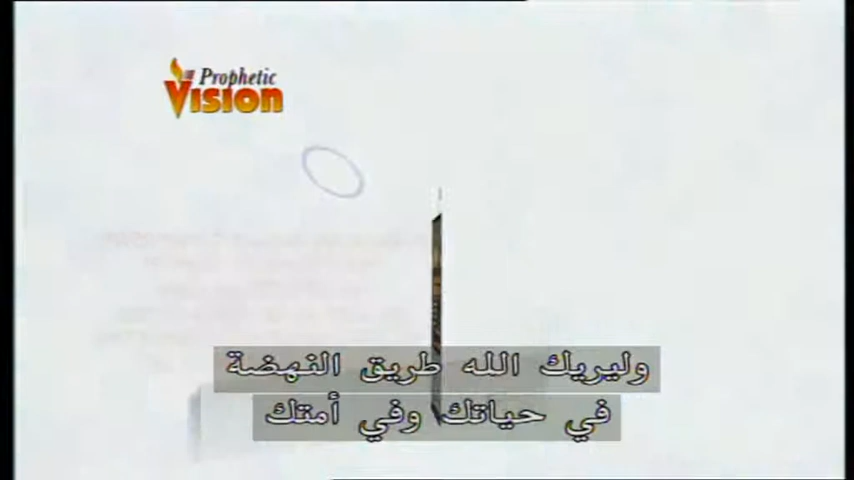 Prophetic
Vision
وليريك الله طريق النهضة
في حياتك وفي أمتك